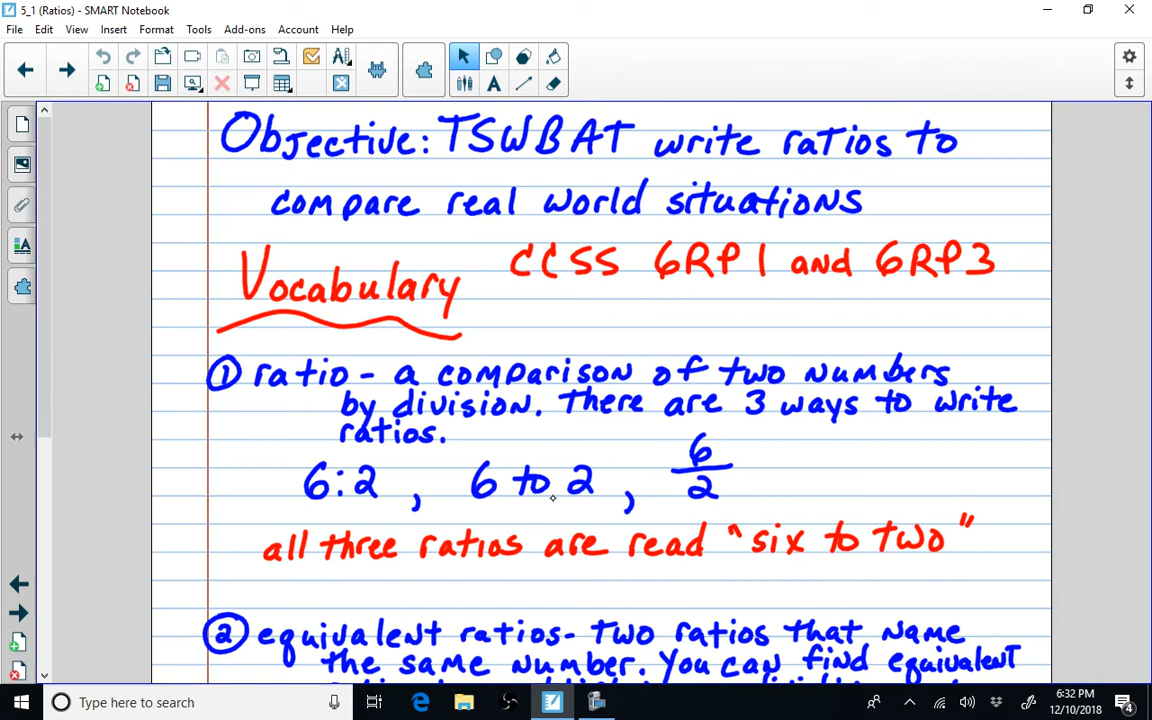 5_1 (Ratios) - SMART Notebook
File Edit View Insert Format Tools Add-ons Account Help
Objective: TSWBAT write ratios to
compare real world situations
Vocabulary CCSS 6RP1 and 6RP3
① ratio - a comparison of two numbers
by division. There are 3 ways to write
ratios.
6:2 , 6 to 2 , 6/2
all three ratios are read "six to two"
② equivalent ratios - two ratios that name
the same number. You can find equivalent
Type here to search
6:32 PM
12/10/2018
4